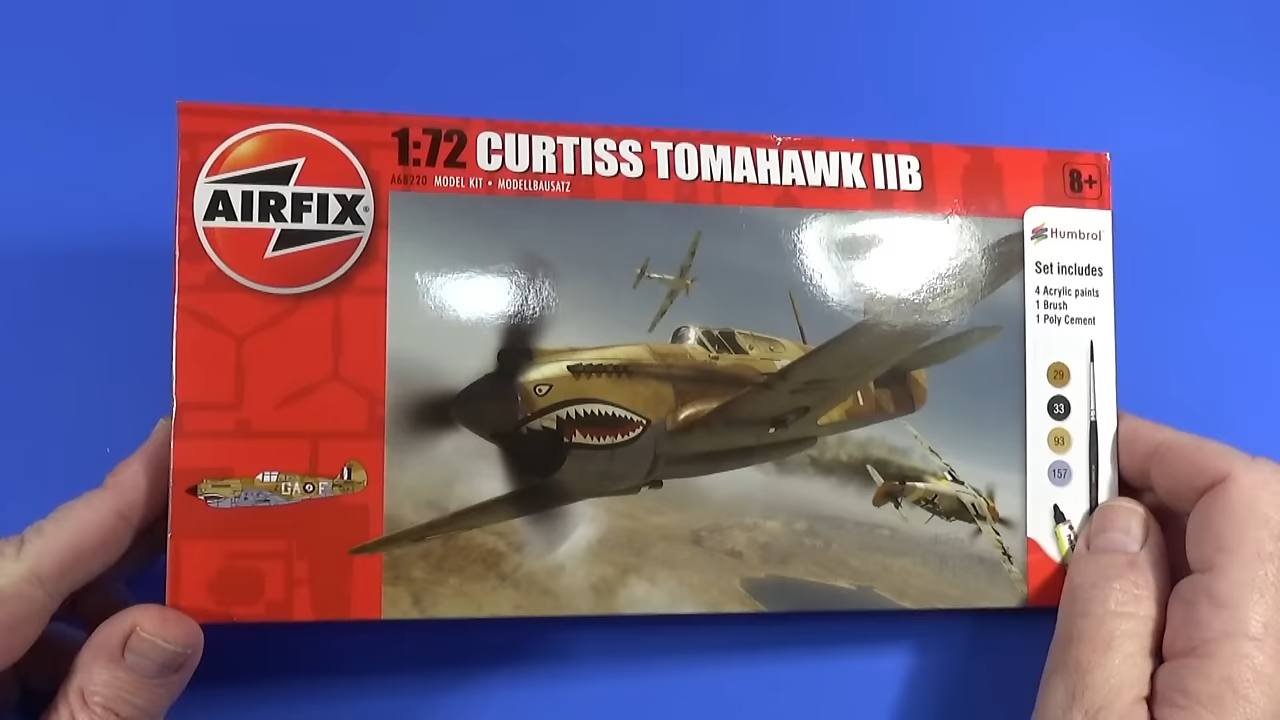 AIRFIX®
1:72 CURTISS TOMAHAWK IIB
A68220 MODEL KIT • MODELLBAUSATZ
8+
Humbrol
Set includes
4 Acrylic paints
1 Brush
1 Poly Cement
29
33
93
157
GA F